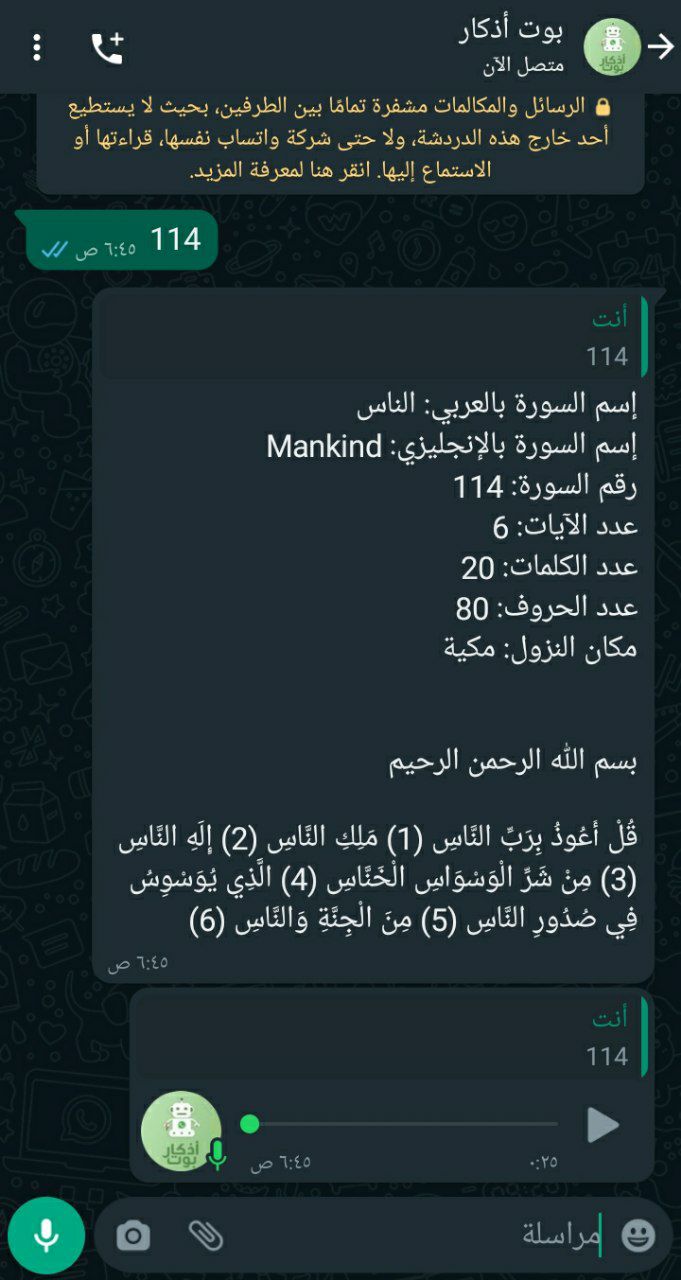 بوت أذكار
متصل الآن
الرسائل والمكالمات مشفرة تمامًا بين الطرفين، بحيث لا يستطيع
أحد خارج هذه الدردشة، ولا حتى شركة واتساب نفسها، قراءتها أو
الاستماع إليها. انقر هنا لمعرفة المزيد.
114
٦:٤٥ ص
أنت
114
إسم السورة بالعربي: الناس
إسم السورة بالإنجليزي: Mankind
رقم السورة: 114
عدد الآيات: 6
عدد الكلمات: 20
عدد الحروف: 80
مكان النزول: مكية
بسم الله الرحمن الرحيم
قُلْ أَعُوذُ بِرَبِّ النَّاسِ (1) مَلِكِ النَّاسِ (2) إِلَهِ النَّاسِ
(3) مِنْ شَرِّ الْوَسْوَاسِ الْخَنَّاسِ (4) الَّذِي يُوَسْوِسُ
فِي صُدُورِ النَّاسِ (5) مِنَ الْجِنَّةِ وَالنَّاسِ (6)
٦:٤٥ ص
أنت
114
أذكار
بوت
٠:٢٥
٦:٤٥ ص
مراسلة